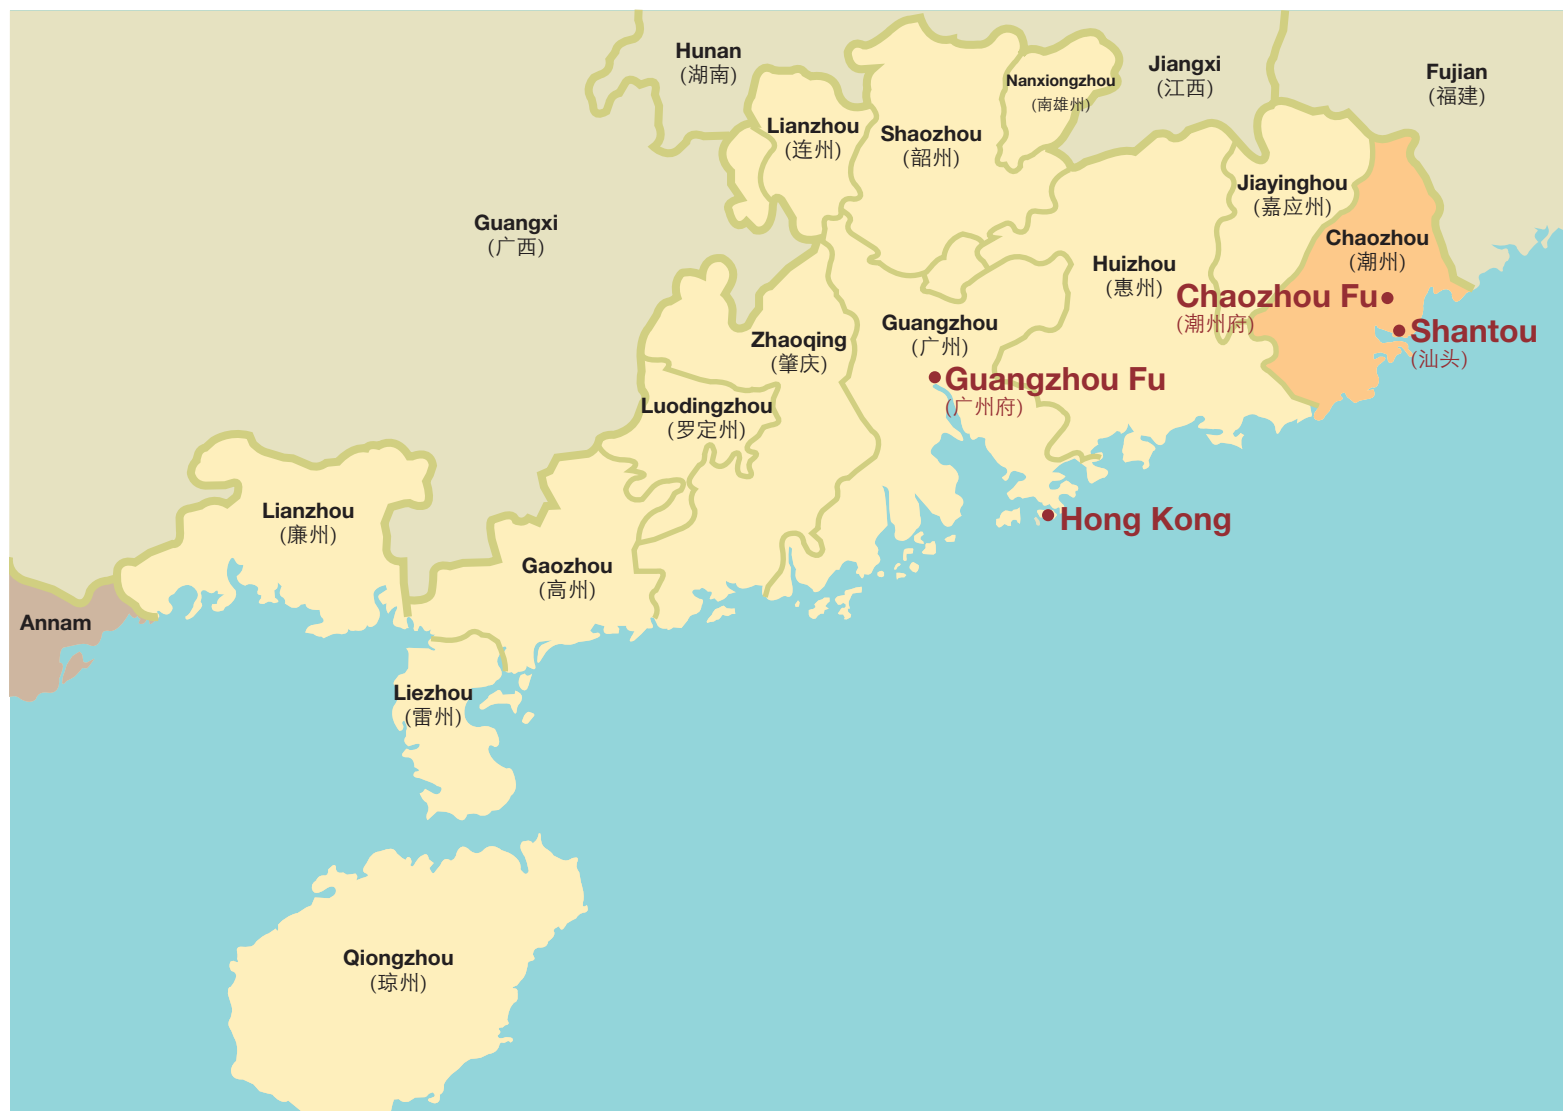 Hunan
(湖南)
Jiangxi
(江西)
Fujian
(福建)
Nanxiongzhou
(南雄州)
Lianzhou
(连州)
Shaozhou
(韶州)
Jiayinghou
(嘉应州)
Guangxi
(广西)
Chaozhou
(潮州)
Huizhou
(惠州)
Chaozhou Fu
(潮州府)
Shantou
(汕头)
Guangzhou
(广州)
Zhaoqing
(肇庆)
Guangzhou Fu
(广州府)
Luodingzhou
(罗定州)
Lianzhou
(廉州)
Hong Kong
Gaozhou
(高州)
Annam
Liezhou
(雷州)
Qiongzhou
(琼州)